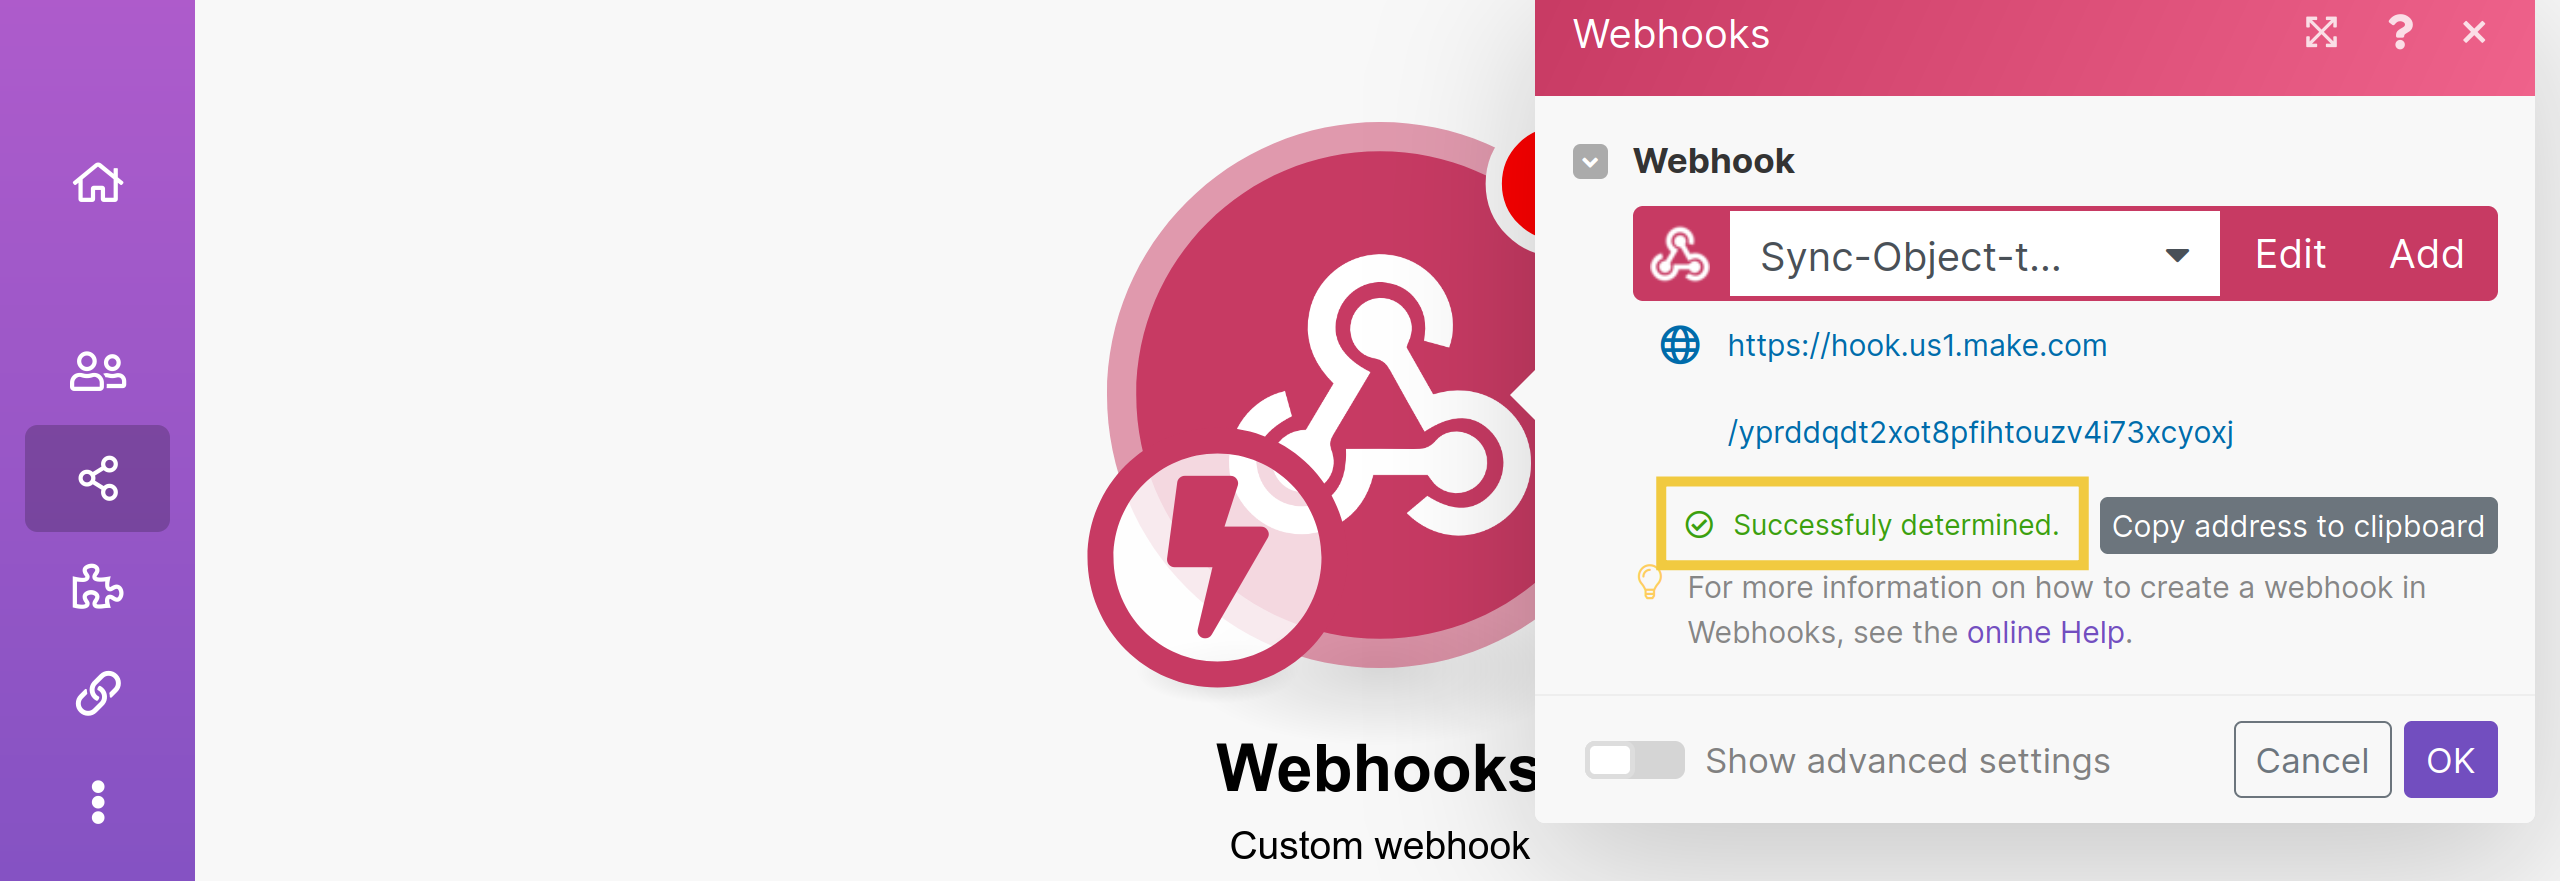 Webhooks
Webhook
Sync-Object-t...
Edit
Add
https://hook.us1.make.com
/yprddqdt2xot8pfihtouzv4i73xcyoxj
Successfuly determined.
Copy address to clipboard
For more information on how to create a webhook in
Webhooks, see the online Help.
Show advanced settings
Cancel
OK
Webhooks
Custom webhook